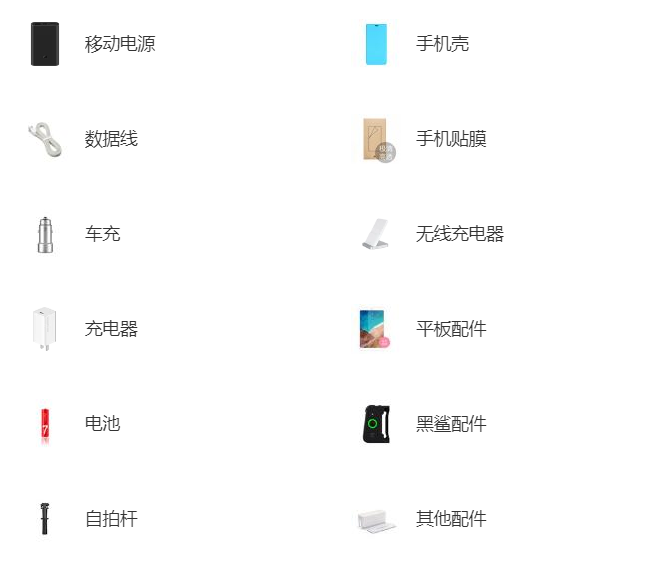 移动电源
手机壳
数据线
手机贴膜
车充
无线充电器
充电器
平板配件
电池
黑鲨配件
自拍杆
其他配件